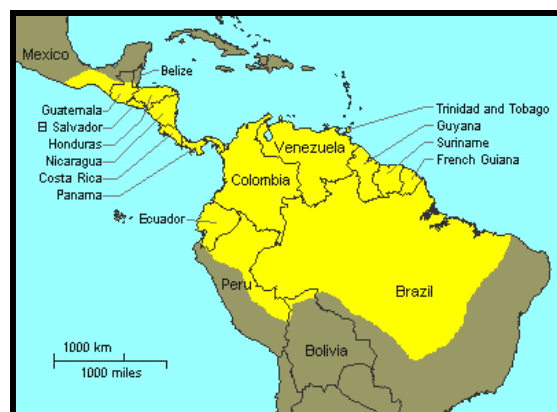 Mexico
Belize
Guatemala
El Salvador
Honduras
Nicaragua
Costa Rica
Panama
Trinidad and Tobago
Guyana
Suriname
French Guiana
Venezuela
Colombia
Ecuador
Peru
Brazil
Bolivia
1000 km
1000 miles